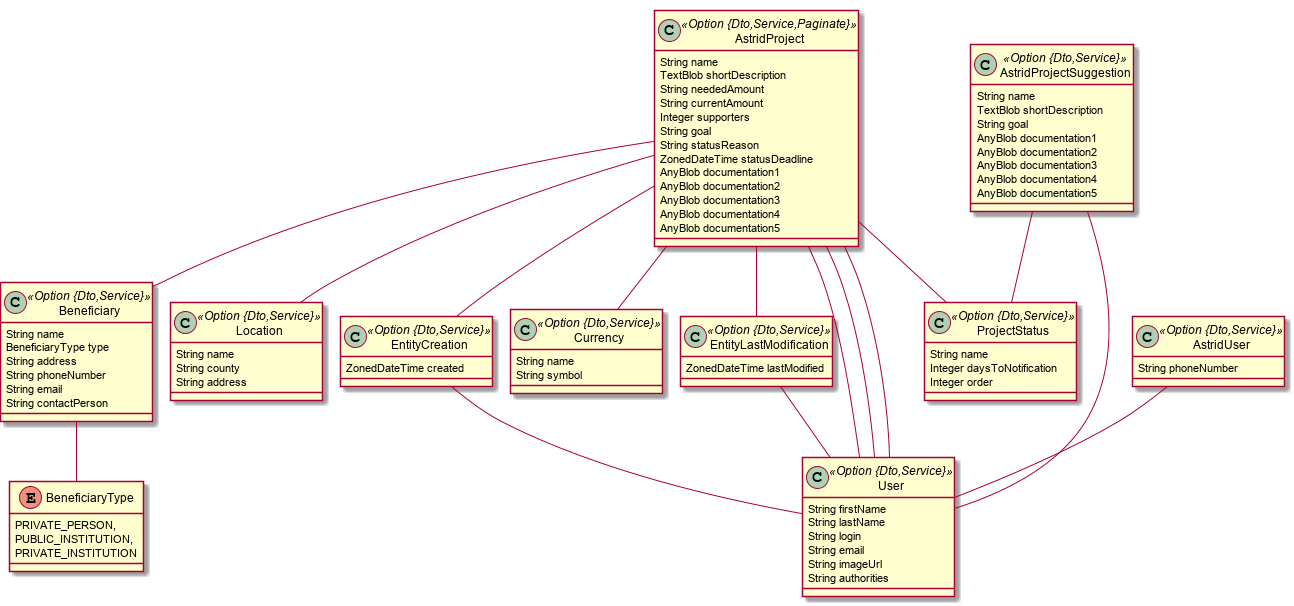 C
«Option {Dto,Service,Paginate}»
AstridProject
String name
TextBlob shortDescription
String neededAmount
String currentAmount
Integer supporters
String goal
String statusReason
ZonedDateTime statusDeadline
AnyBlob documentation1
AnyBlob documentation2
AnyBlob documentation3
AnyBlob documentation4
AnyBlob documentation5
C
«Option {Dto,Service}»
AstridProjectSuggestion
String name
TextBlob shortDescription
String goal
AnyBlob documentation1
AnyBlob documentation2
AnyBlob documentation3
AnyBlob documentation4
AnyBlob documentation5
C
«Option {Dto,Service}»
Beneficiary
String name
BeneficiaryType type
String address
String phoneNumber
String email
String contactPerson
C
«Option {Dto,Service}»
Location
String name
String county
String address
C
«Option {Dto,Service}»
EntityCreation
ZonedDateTime created
C
«Option {Dto,Service}»
Currency
String name
String symbol
C
«Option {Dto,Service}»
EntityLastModification
ZonedDateTime lastModified
C
«Option {Dto,Service}»
ProjectStatus
String name
Integer daysToNotification
Integer order
C
«Option {Dto,Service}»
AstridUser
String phoneNumber
E
BeneficiaryType
PRIVATE_PERSON,
PUBLIC_INSTITUTION,
PRIVATE_INSTITUTION
C
«Option {Dto,Service}»
User
String firstName
String lastName
String login
String email
String imageUrl
String authorities